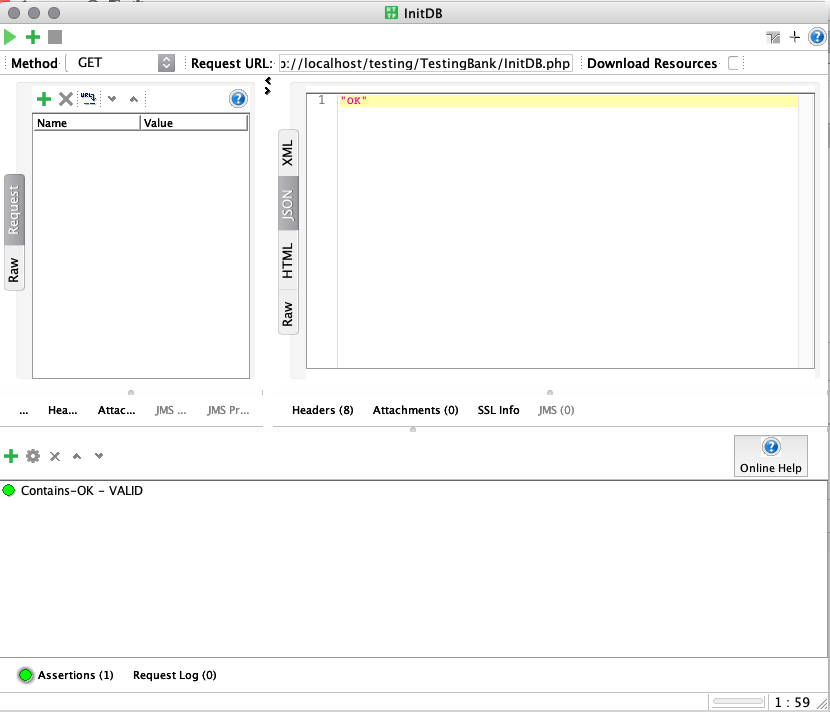 InitDB
Method GET Request URL: p://localhost/testing/TestingBank/InitDB.php Download Resources
Name Value
Request
Raw
XML
JSON
HTML
Raw
1 "OK"
... Hea... Attac... JMS ... JMS Pr...
Headers (8) Attachments (0) SSL Info JMS (0)
Online Help
Contains-OK - VALID
Assertions (1) Request Log (0)
1 : 59